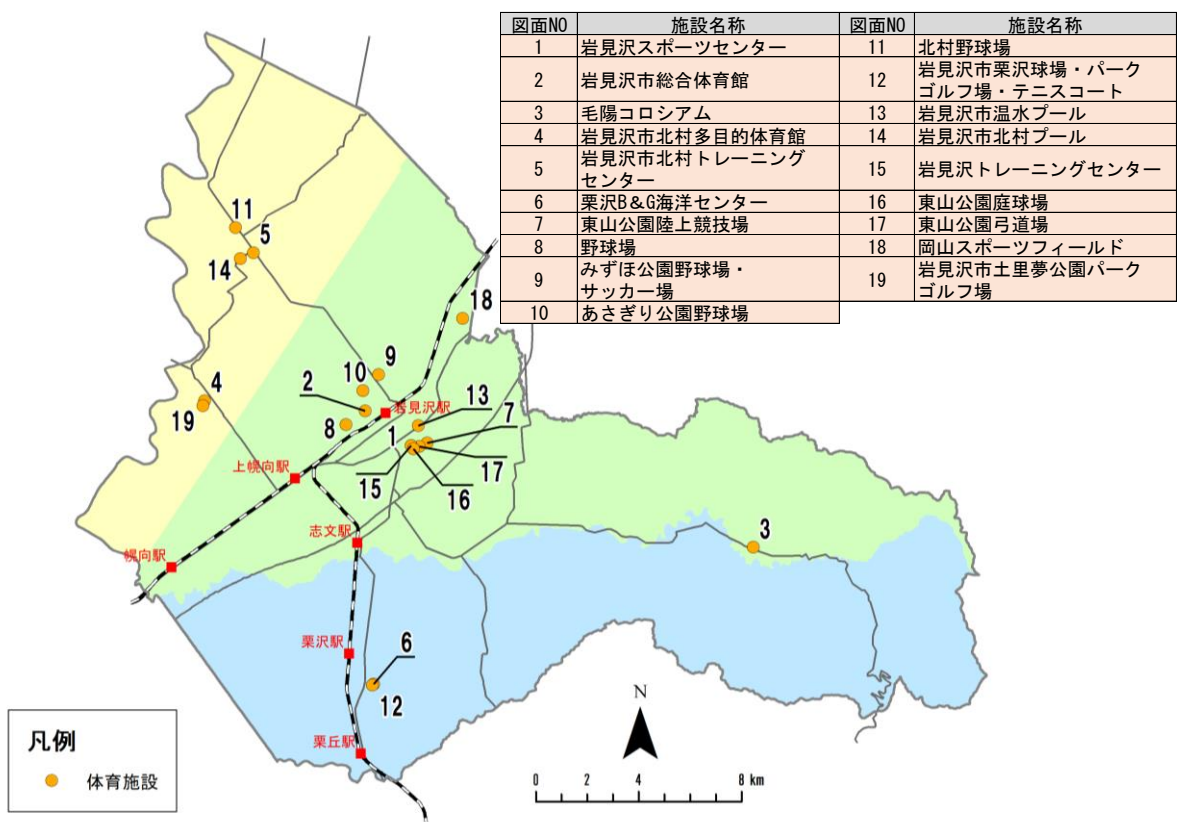 図面NO 施設名称 図面NO 施設名称
1 岩見沢スポーツセンター 11 北村野球場
2 岩見沢市総合体育館 12 岩見沢市栗沢球場・パーク
ゴルフ場・テニスコート
3 毛陽コロシアム 13 岩見沢市温水プール
4 岩見沢市北村多目的体育館 14 岩見沢市北村プール
5 岩見沢市北村トレーニング
センター 15 岩見沢トレーニングセンター
6 栗沢B&G海洋センター 16 東山公園庭球場
7 東山公園陸上競技場 17 東山公園弓道場
8 野球場 18 岡山スポーツフィールド
9 みずほ公園野球場・
サッカー場 19 岩見沢市土里夢公園パーク
ゴルフ場
10 あさぎり公園野球場
11
5
14
18
9
10
4
2
19
岩見沢駅
13
7
8
1
上幌向駅
17
15
16
志文駅
3
幌向駅
栗沢駅
6
12
栗丘駅
N
0 2 4 8 km
凡例
体育施設